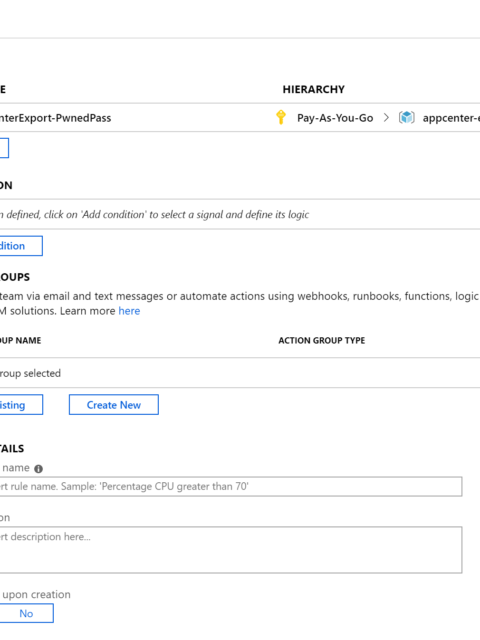 E HIERARCHY
nterExport-PwnedPass Pay-As-You-Go > appcenter-e
ON
n defined, click on 'Add condition' to select a signal and define its logic
dition
OUPS
team via email and text messages or automate actions using webhooks, runbooks, functions, logic
M solutions. Learn more here
OUP NAME ACTION GROUP TYPE
roup selected
isting Create New
TAILS
name
rt rule name. Sample: 'Percentage CPU greater than 70'
on
rt description here...
upon creation
No